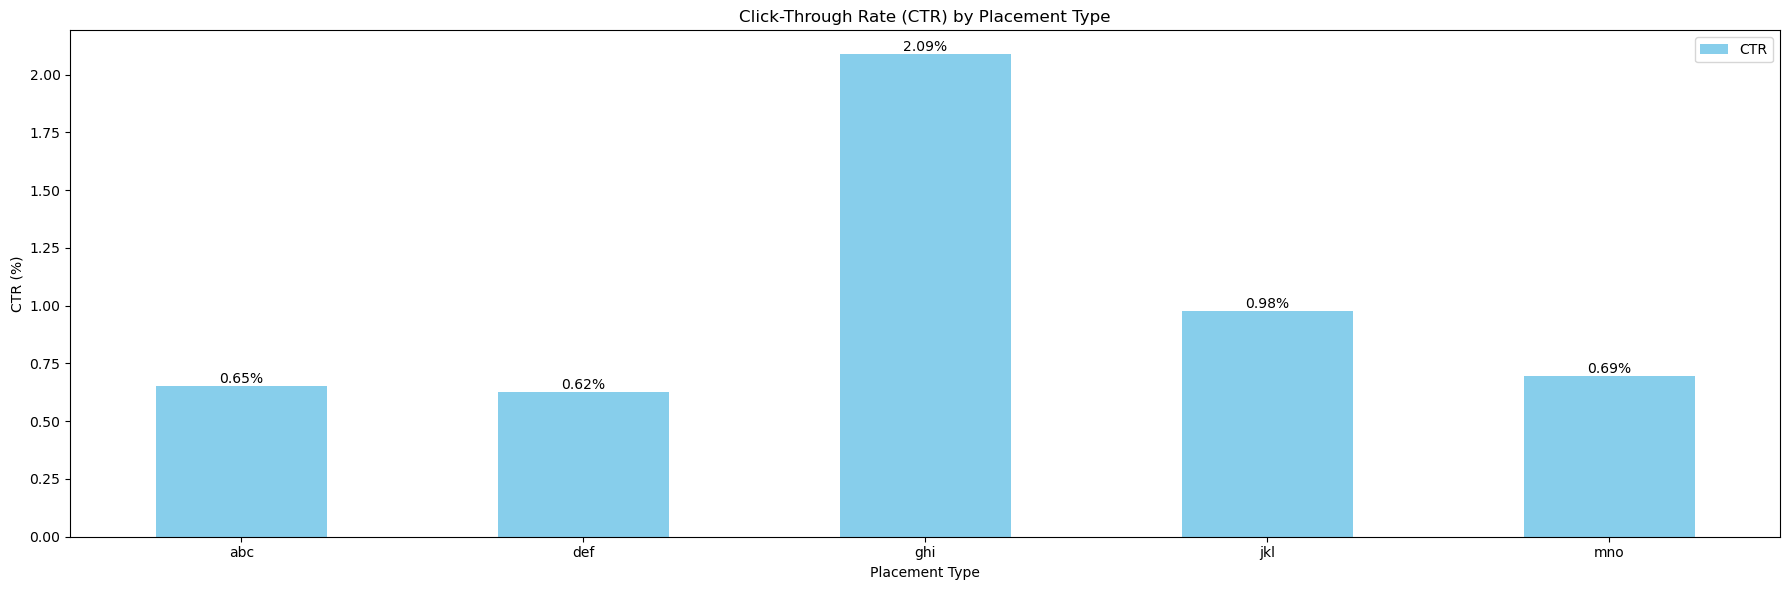 Click-Through Rate (CTR) by Placement Type
CTR
2.09%
0.98%
0.69%
0.65%
0.62%
CTR (%)
2.00
1.75
1.50
1.25
1.00
0.75
0.50
0.25
0.00
abc def ghi jkl mno
Placement Type